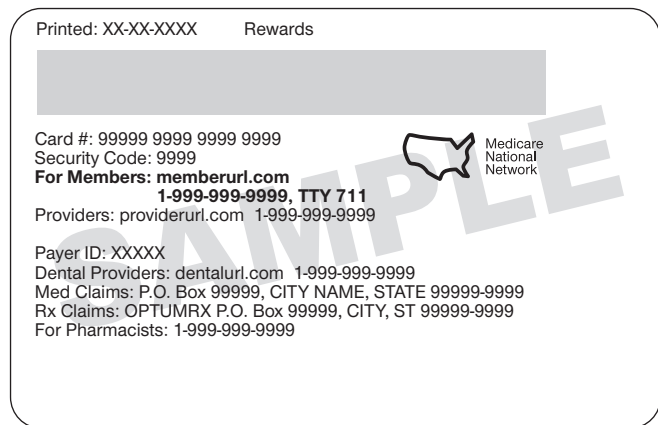 Printed: XX-XX-XXXX Rewards
Card #: 99999 9999 9999 9999
Security Code: 9999
For Members: memberurl.com
1-999-999-9999, TTY 711
Providers: providerurl.com 1-999-999-9999
Medicare
National
Network
Payer ID: XXXXX
Dental Providers: dentalurl.com 1-999-999-9999
Med Claims: P.O. Box 99999, CITY NAME, STATE 99999-9999
Rx Claims: OPTUMRX P.O. Box 99999, CITY, ST 99999-9999
For Pharmacists: 1-999-999-9999
SAMPLE